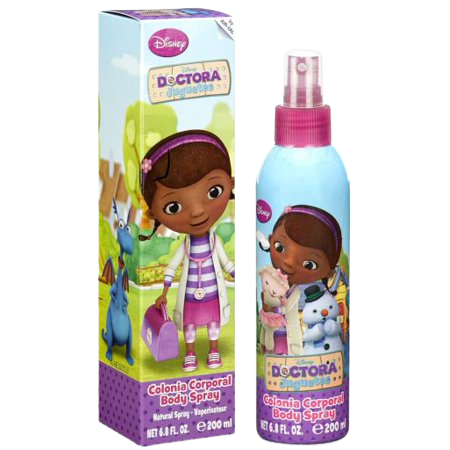 Disney
Disney
DOCTORA
Juguetes
Colonia Corporal
Body Spray
Natural Spray - Vaporisateur
NET 6.8 FL. OZ. ℮ 200 ml
Disney
Disney
DOCTORA
Juguetes
Colonia Corporal
Body Spray
NET 6.8 FL. OZ. ℮ 200 ml